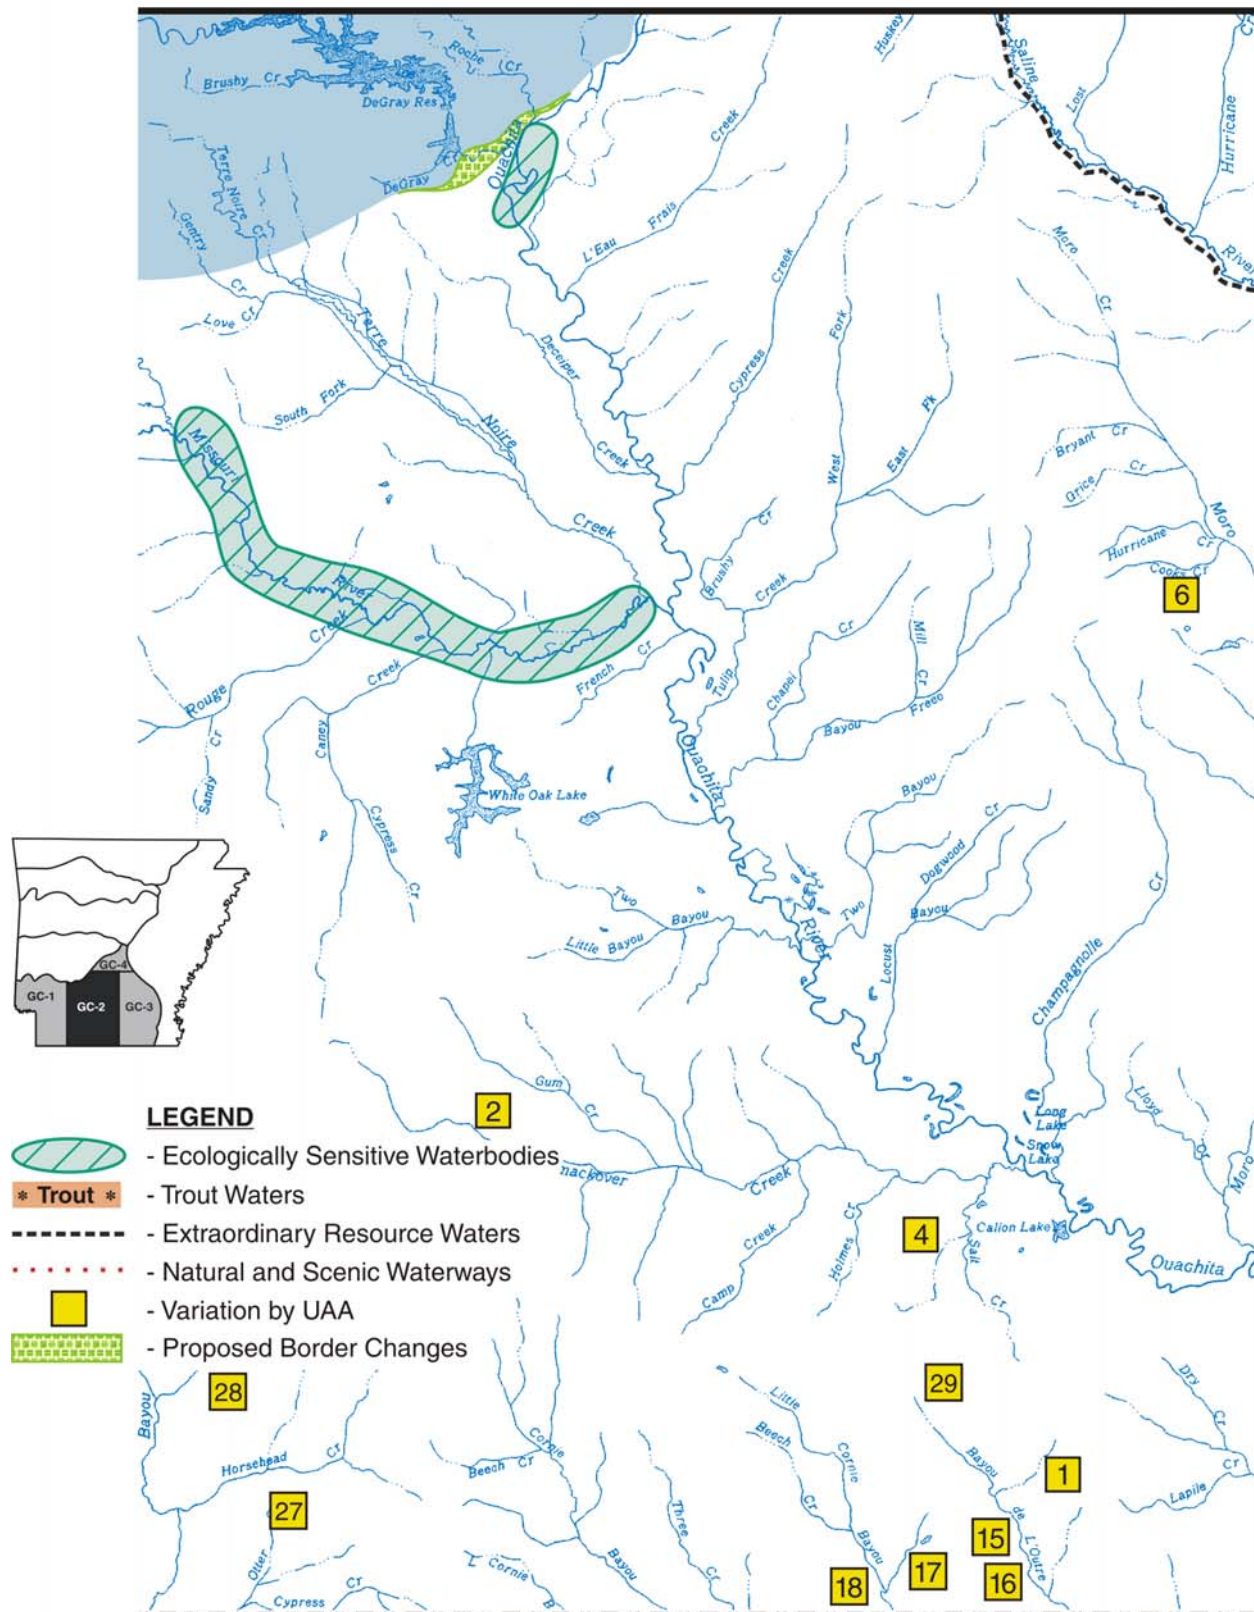 Roche Cr
Huskey
Saline
Lost
Cr
Hurricane
Brushy Cr
DeGray Res
Ouachita
Cr
DeGray
Creek
Terre Noire Cr
Gentry Cr
L'Eau Frais
Creek
Moro Cr
River
Love Cr
Terre Noire Creek
Deceiper Creek
Cypress
Fork
South Fork
East Fk
West
Missouri River
Bryant Cr
Grice Cr
Moro
Hurricane Cr
Cooks Cr
6
Brushy Cr
Creek
Creek
Rouge
Creek
French Cr
Tulip
Chapel Cr
Mill Cr
Bayou Freeo
Sandy Cr
Caney
Ouachita
White Oak Lake
Bayou
Cypress Cr
Dogwood Cr
Cr
Two Bayou
Two Bayou
Little Bayou
River
Locust
Champagnolle
GC-4
GC-1
GC-2
GC-3
Gum Cr
2
Long Lake
Snow Lake
Lloyd Cr
Moro
LEGEND
- Ecologically Sensitive Waterbodies
mackover Creek
* Trout * - Trout Waters
- Extraordinary Resource Waters
- Natural and Scenic Waterways
- Variation by UAA
- Proposed Border Changes
Camp Creek
Holmes Cr
4
Salt Cr
Calion Lake
Ouachita
28
Bayou
Horsehead Cr
27
Otter
Cypress Cr
Beech Cr
Cornie
Bayou
L Cornie B
Three Cr
Little Cornie Bayou
Beech Cr
29
Bayou de L'Outre
1
15
16
17
18
Dry Cr
Lapile Cr